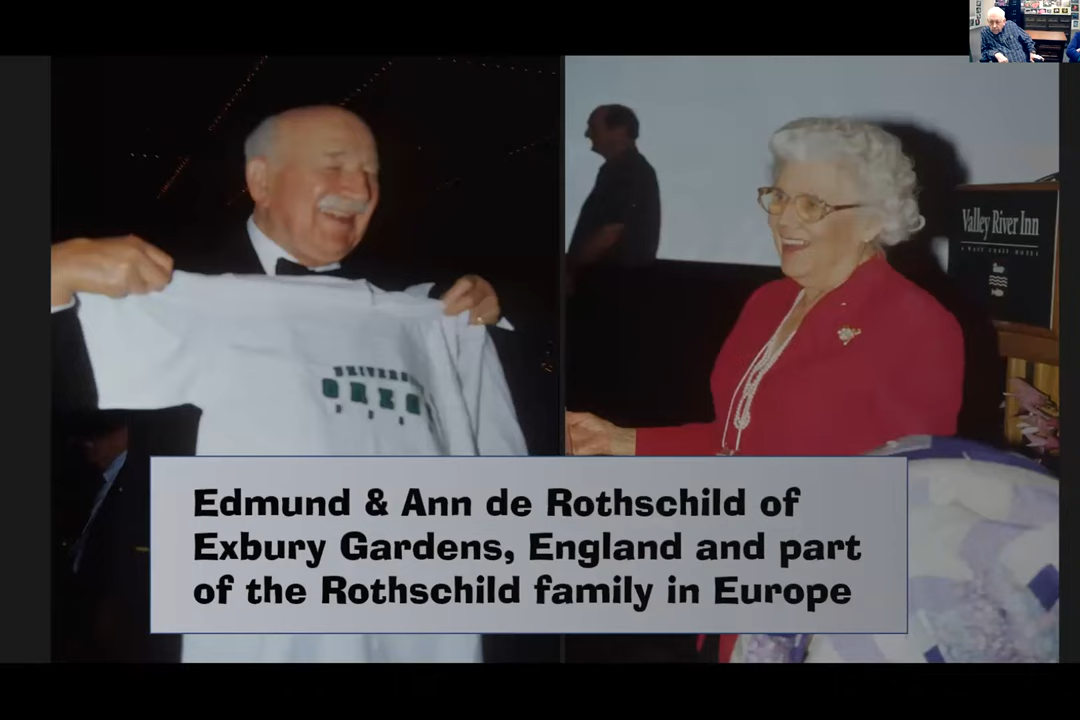 Valley River Inn
Edmund & Ann de Rothschild of
Exbury Gardens, England and part
of the Rothschild family in Europe